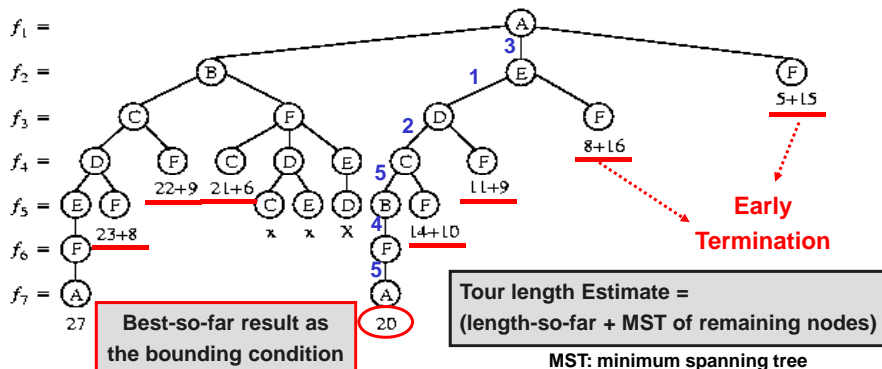 f₁ = A
3
f₂ = B E F
1 5+15
f₃ = C F D F
2 8+16
f₄ = D F C D E C F
22+9 21+6 5 11+9
f₅ = E F C E D B F
23+8 x x X 4 14+10
Early
Termination
f₆ = F F
5
f₇ = A A
27 20
Best-so-far result as
the bounding condition
Tour length Estimate =
(length-so-far + MST of remaining nodes)
MST: minimum spanning tree